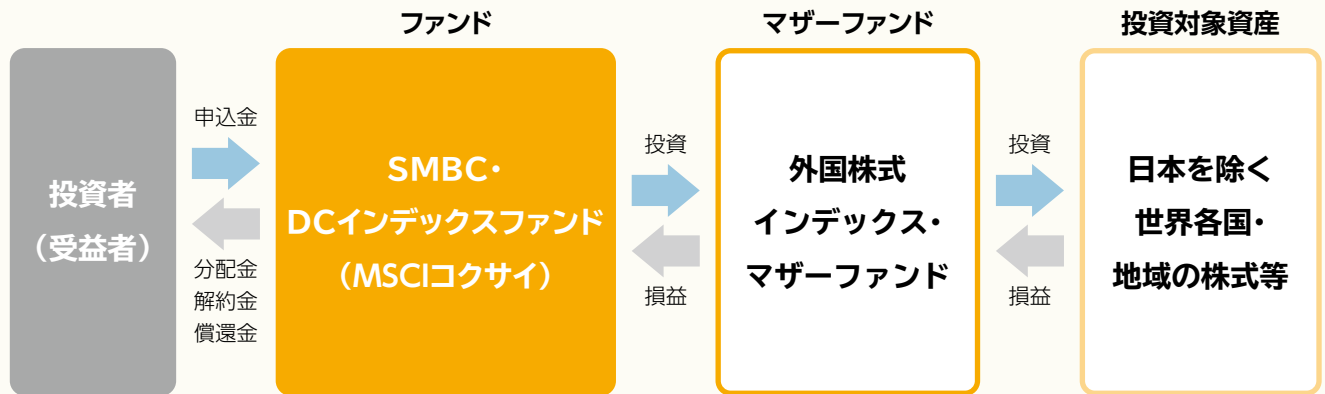 ファンド
マザーファンド
投資対象資産
投資者
（受益者）
申込金
分配金
解約金
償還金
SMBC・
DCインデックスファンド
（MSCIコクサイ）
投資
損益
外国株式
インデックス・
マザーファンド
投資
損益
日本を除く
世界各国・
地域の株式等